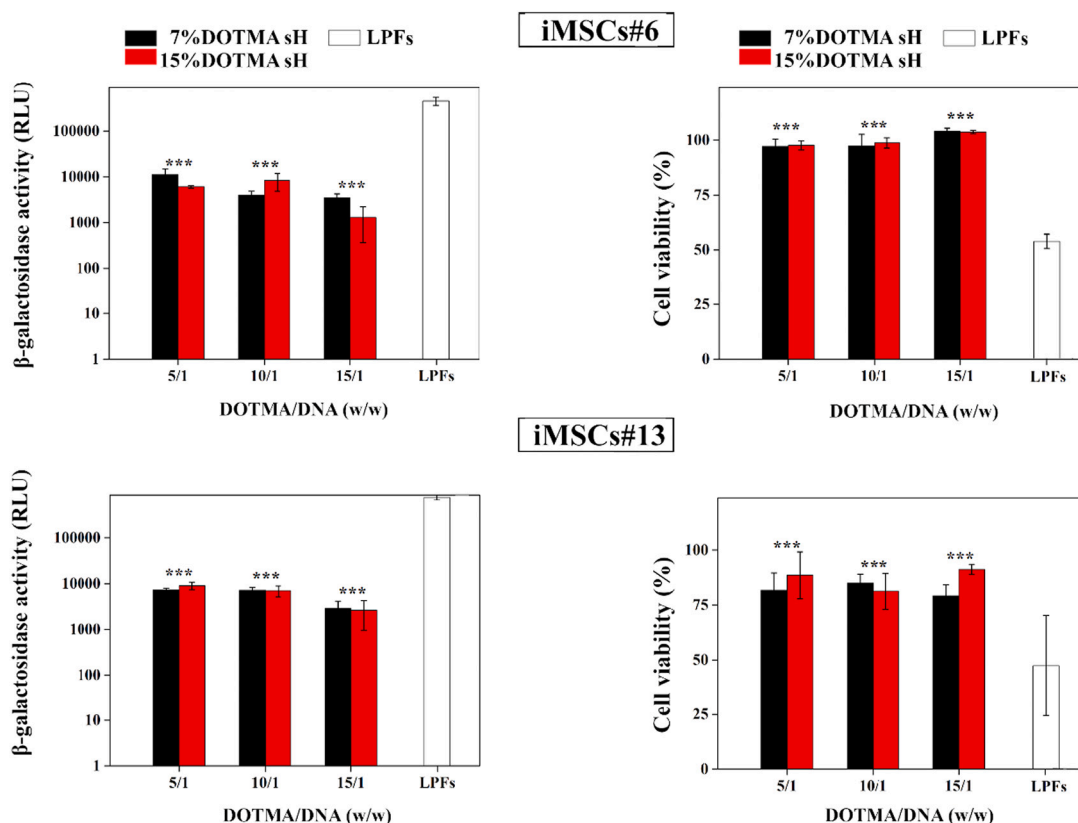 iMSCs#6
7%DOTMA sH LPFs
15%DOTMA sH
β-galactosidase activity (RLU)
100000
10000
1000
100
10
1
*** *** ***
5/1 10/1 15/1 LPFs
DOTMA/DNA (w/w)
7%DOTMA sH LPFs
15%DOTMA sH
Cell viability (%)
100
75
50
25
0
*** *** ***
5/1 10/1 15/1 LPFs
DOTMA/DNA (w/w)
iMSCs#13
β-galactosidase activity (RLU)
100000
10000
1000
100
10
1
*** *** ***
5/1 10/1 15/1 LPFs
DOTMA/DNA (w/w)
Cell viability (%)
100
75
50
25
0
*** *** ***
5/1 10/1 15/1 LPFs
DOTMA/DNA (w/w)